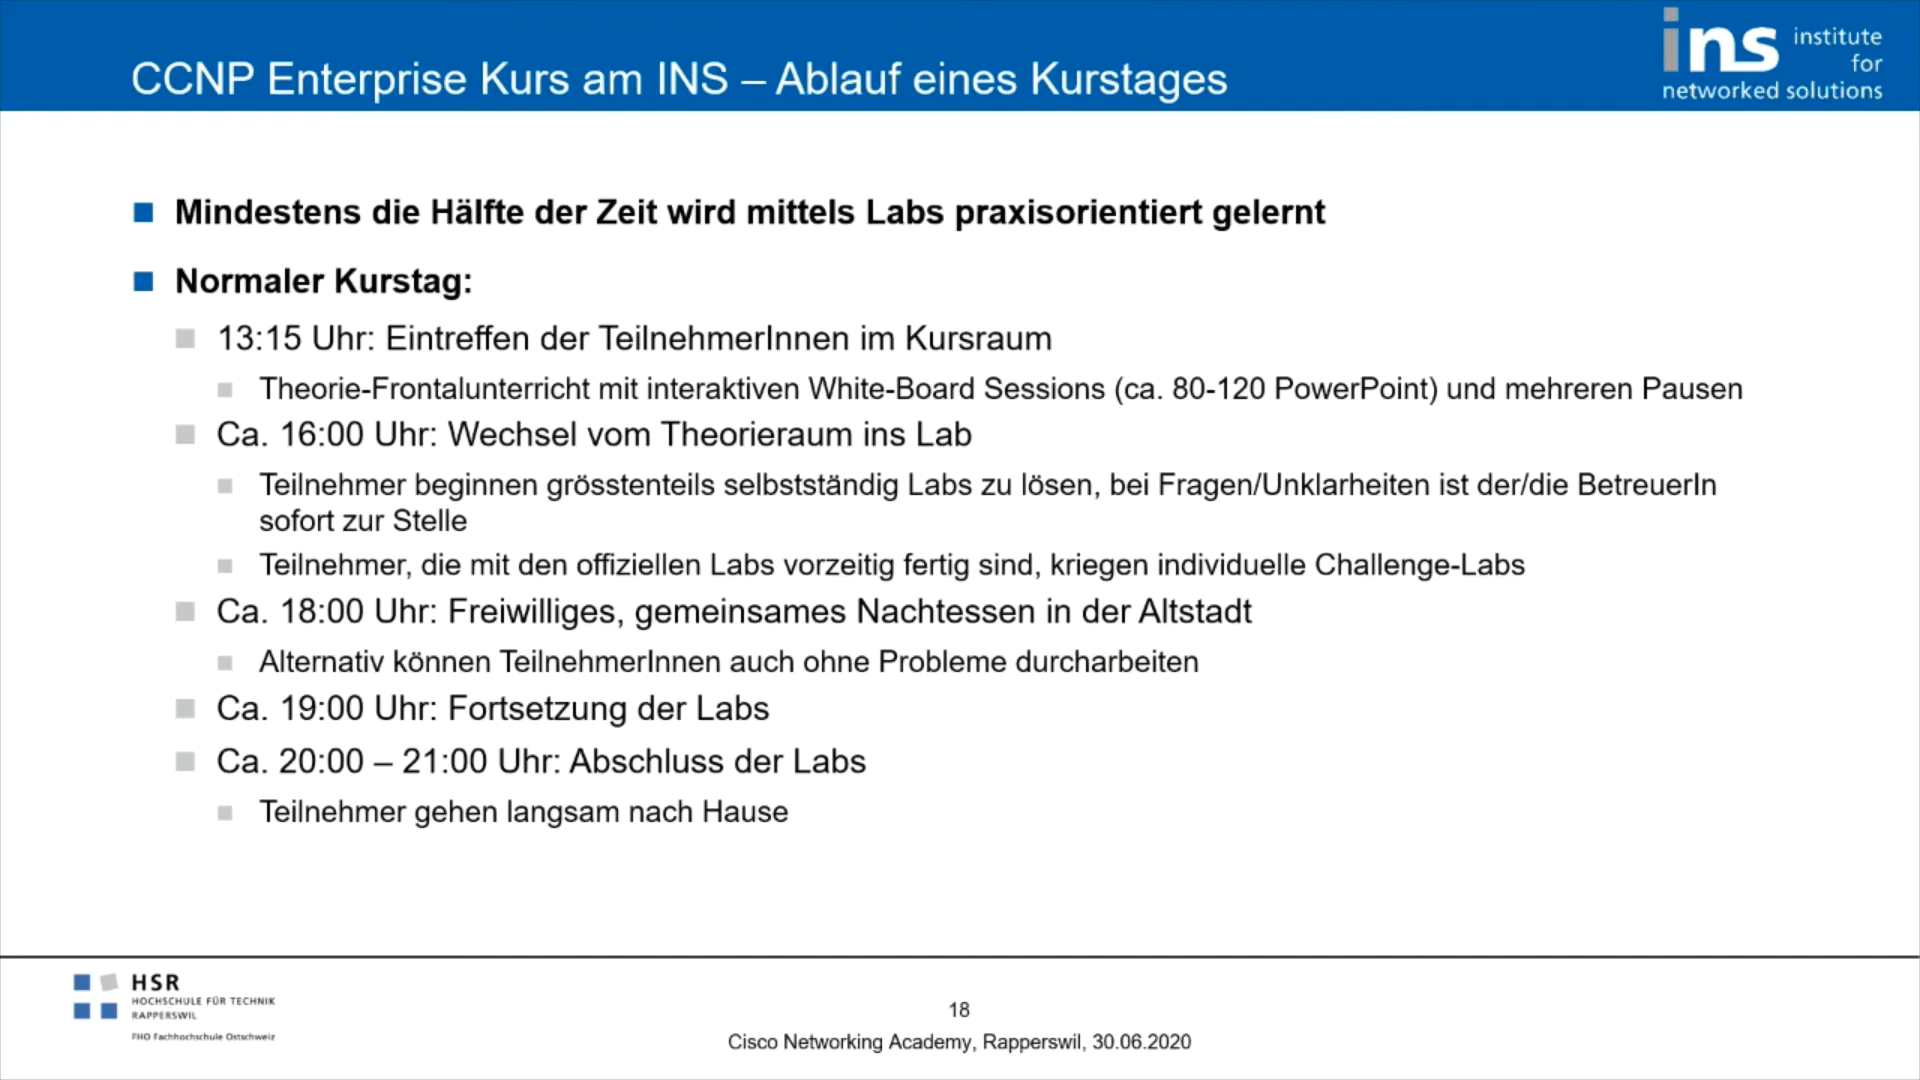 CCNP Enterprise Kurs am INS – Ablauf eines Kurstages
ins institute
for
networked solutions
Mindestens die Hälfte der Zeit wird mittels Labs praxisorientiert gelernt
Normaler Kurstag:
13:15 Uhr: Eintreffen der TeilnehmerInnen im Kursraum
Theorie-Frontalunterricht mit interaktiven White-Board Sessions (ca. 80-120 PowerPoint) und mehreren Pausen
Ca. 16:00 Uhr: Wechsel vom Theorieraum ins Lab
Teilnehmer beginnen grösstenteils selbstständig Labs zu lösen, bei Fragen/Unklarheiten ist der/die BetreuerIn
sofort zur Stelle
Teilnehmer, die mit den offiziellen Labs vorzeitig fertig sind, kriegen individuelle Challenge-Labs
Ca. 18:00 Uhr: Freiwilliges, gemeinsames Nachtessen in der Altstadt
Alternativ können TeilnehmerInnen auch ohne Probleme durcharbeiten
Ca. 19:00 Uhr: Fortsetzung der Labs
Ca. 20:00 – 21:00 Uhr: Abschluss der Labs
Teilnehmer gehen langsam nach Hause
HSR
HOCHSCHULE FÜR TECHNIK
RAPPERSWIL
FHO Fachhochschule Ostschweiz
18
Cisco Networking Academy, Rapperswil, 30.06.2020